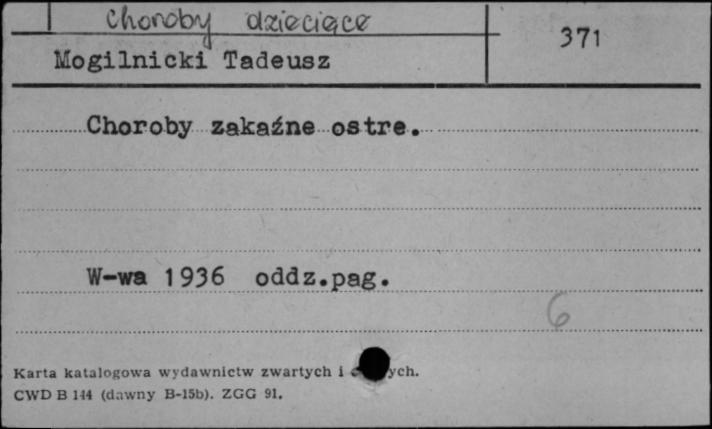 choroby dziecięce
371
Mogilnicki Tadeusz
Choroby zakaźne ostre.
W-wa 1936 oddz.pag.
6
Karta katalogowa wydawnictw zwartych i
CWD B 144 (dawny B-15b). ZGG 91.